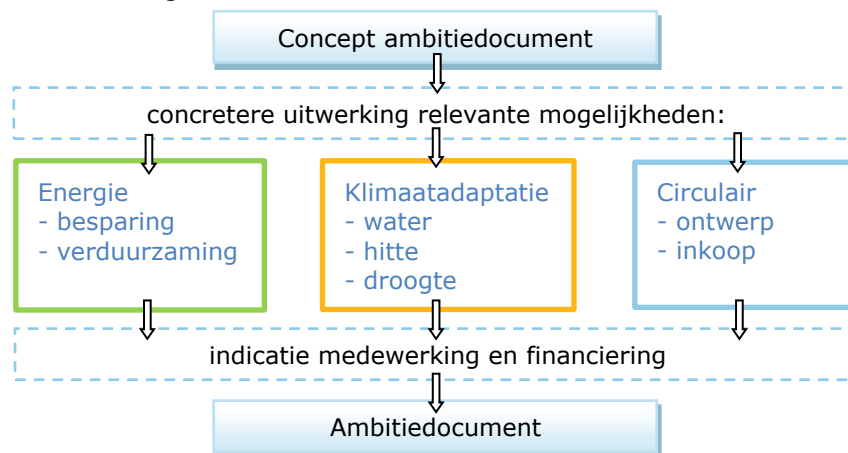 Concept ambitiedocument
concretere uitwerking relevante mogelijkheden:
Energie
- besparing
- verduurzaming
Klimaatadaptatie
- water
- hitte
- droogte
Circulair
- ontwerp
- inkoop
indicatie medewerking en financiering
Ambitiedocument